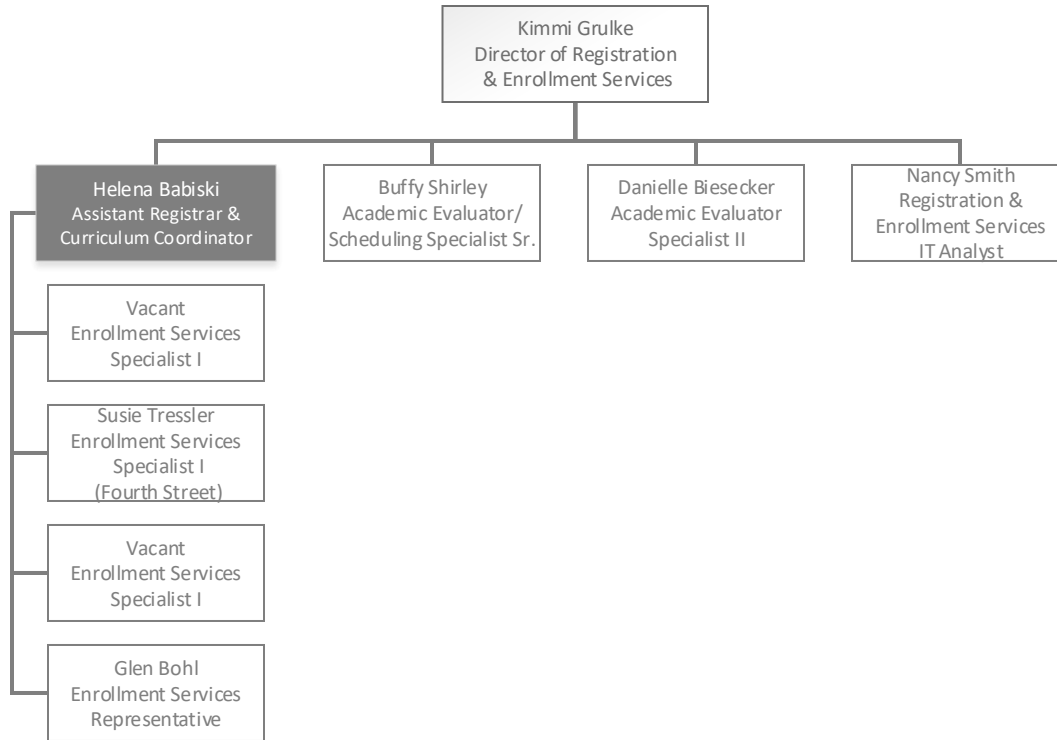 Kimmi Grulke
Director of Registration
& Enrollment Services
Helena Babiski
Assistant Registrar &
Curriculum Coordinator
Buffy Shirley
Academic Evaluator/
Scheduling Specialist Sr.
Danielle Biesecker
Academic Evaluator
Specialist II
Nancy Smith
Registration &
Enrollment Services
IT Analyst
Vacant
Enrollment Services
Specialist I
Susie Tressler
Enrollment Services
Specialist I
(Fourth Street)
Vacant
Enrollment Services
Specialist I
Glen Bohl
Enrollment Services
Representative